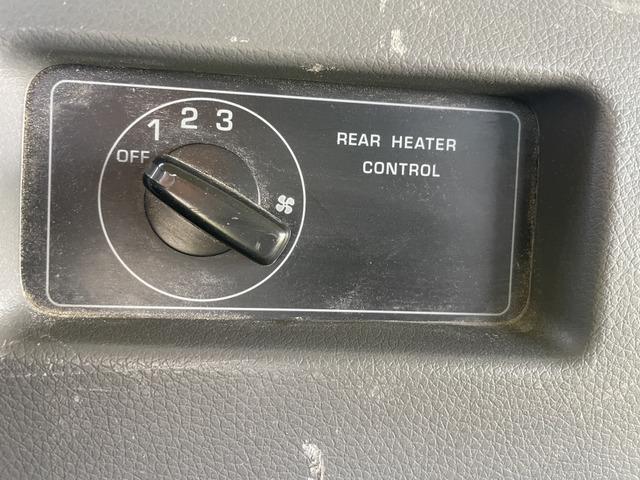 1 2 3
OFF
REAR HEATER
CONTROL